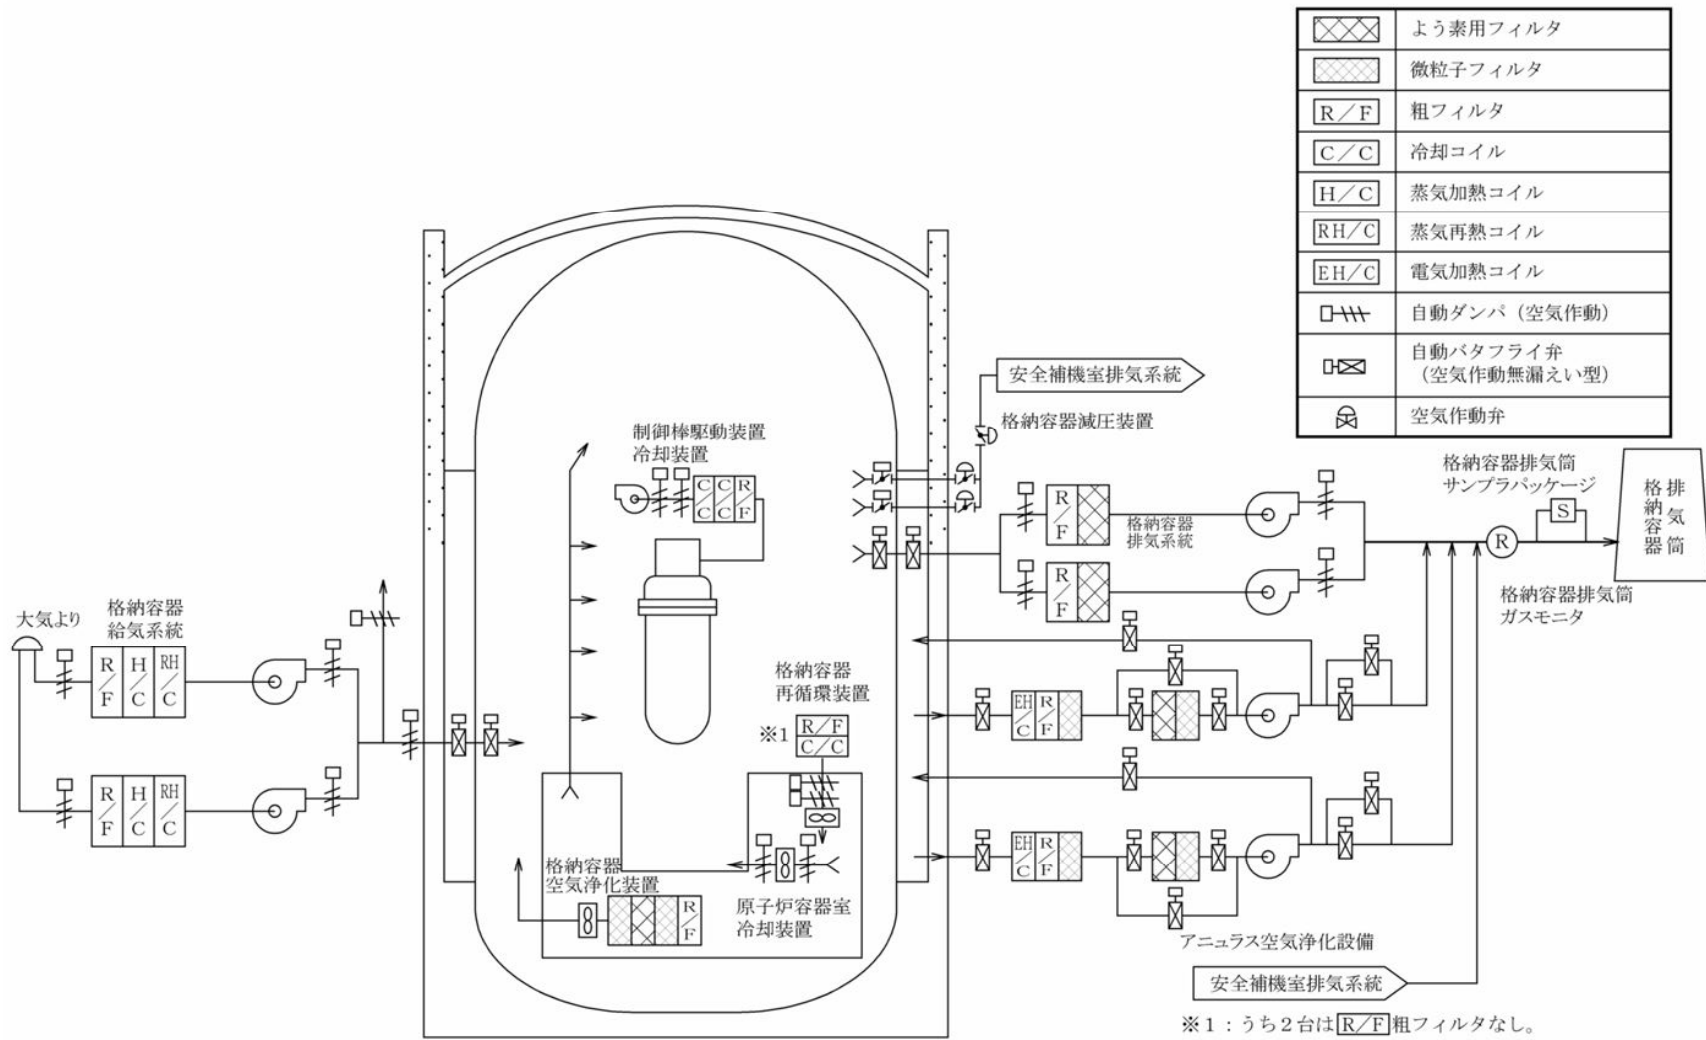 よう素用フィルタ
微粒子フィルタ
R/F 粗フィルタ
C/C 冷却コイル
H/C 蒸気加熱コイル
RH/C 蒸気再熱コイル
EH/C 電気加熱コイル
自動ダンパ(空気作動)
自動バタフライ弁
(空気作動無漏えい型)
空気作動弁
安全補機室排気系統
格納容器減圧装置
制御棒駆動装置
冷却装置
C/C C/C R/F
格納容器排気筒
サンプラパッケージ
S
R
格納容器
排気筒
格納容器排気筒
ガスモニタ
R/F
格納容器
排気系統
R/F
大気より
格納容器
給気系統
R/F H/C RH/C
R/F H/C RH/C
格納容器
再循環装置
※1
R/F
C/C
EH/C R/F
EH/C R/F
格納容器
空気浄化装置
R/F
原子炉容器室
冷却装置
アニュラス空気浄化設備
安全補機室排気系統
※1:うち2台はR/F粗フィルタなし。